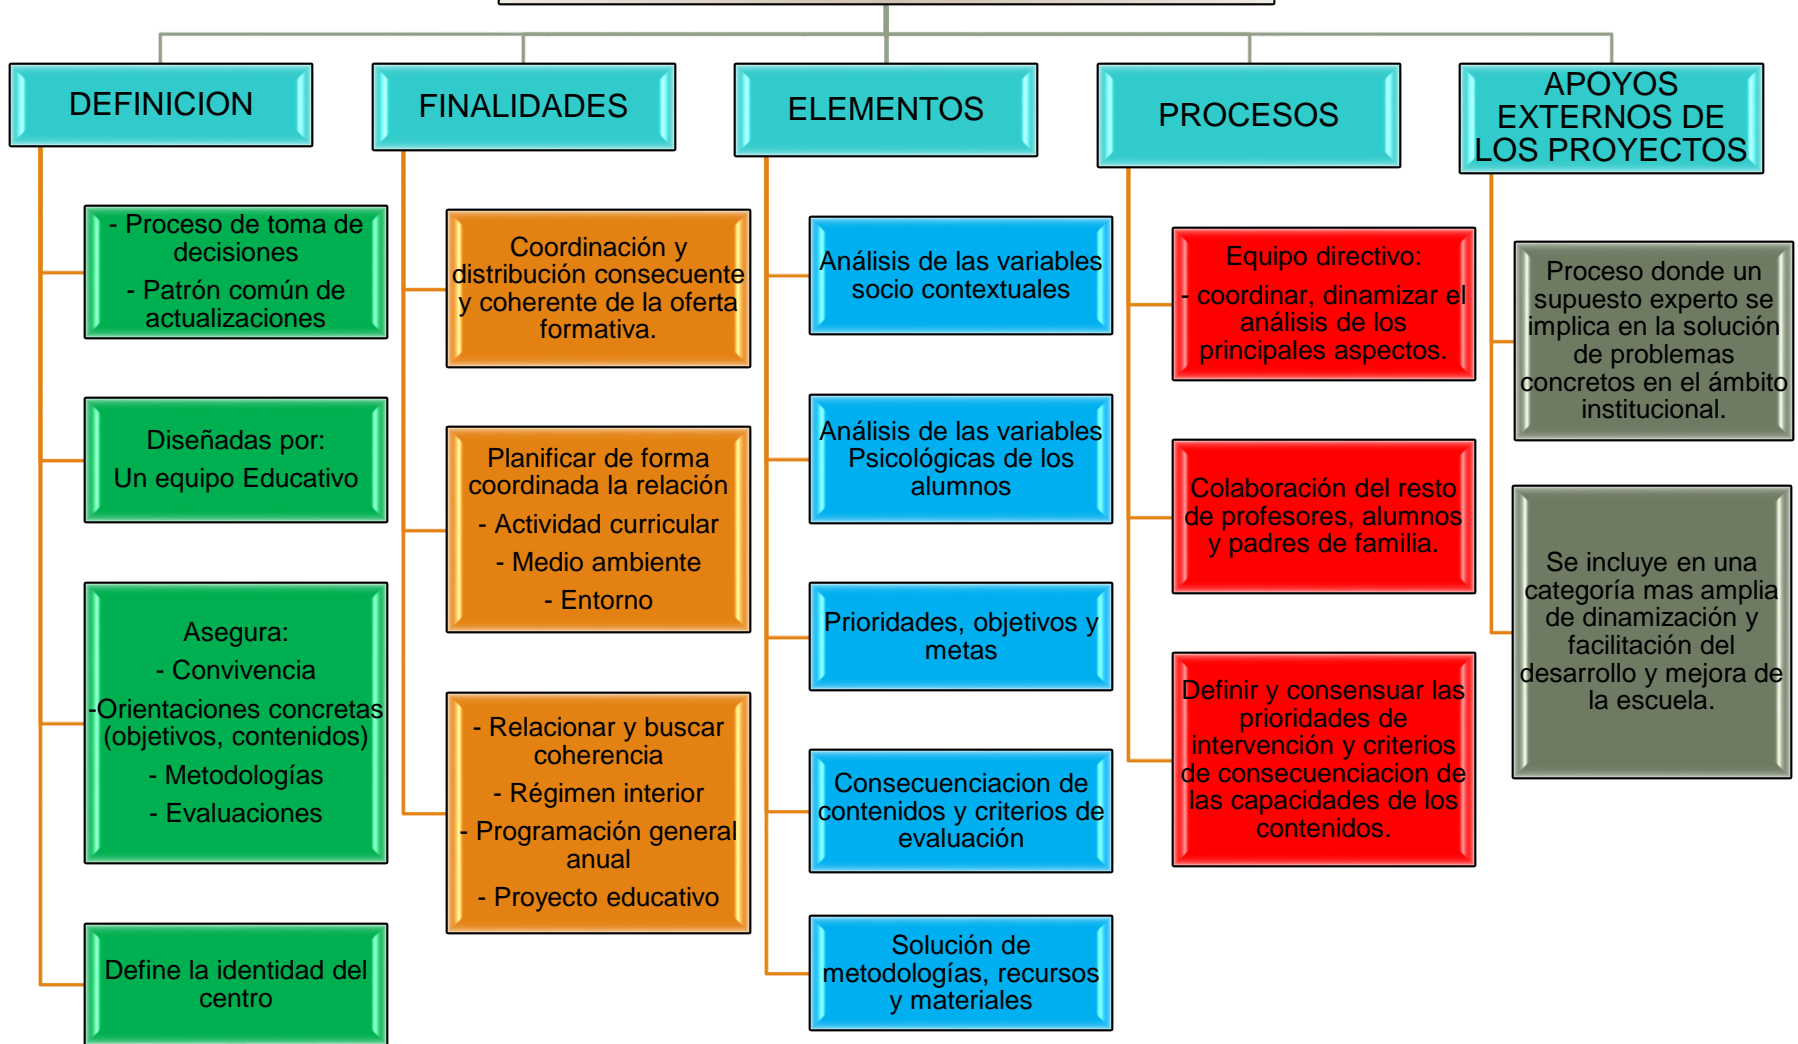 DEFINICION
- Proceso de toma de
decisiones
- Patrón común de
actualizaciones
Diseñadas por:
Un equipo Educativo
Asegura:
- Convivencia
-Orientaciones concretas
(objetivos, contenidos)
- Metodologías
- Evaluaciones
Define la identidad del
centro
FINALIDADES
Coordinación y
distribución consecuente
y coherente de la oferta
formativa.
Planificar de forma
coordinada la relación
- Actividad curricular
- Medio ambiente
- Entorno
- Relacionar y buscar
coherencia
- Régimen interior
- Programación general
anual
- Proyecto educativo
ELEMENTOS
Análisis de las variables
socio contextuales
Análisis de las variables
Psicológicas de los
alumnos
Prioridades, objetivos y
metas
Consecuenciacion de
contenidos y criterios de
evaluación
Solución de
metodologías, recursos
y materiales
PROCESOS
Equipo directivo:
- coordinar, dinamizar el
análisis de los
principales aspectos.
Colaboración del resto
de profesores, alumnos
y padres de familia.
Definir y consensuar las
prioridades de
intervención y criterios
de consecuenciacion de
las capacidades de los
contenidos.
APOYOS
EXTERNOS DE
LOS PROYECTOS
Proceso donde un
supuesto experto se
implica en la solución
de problemas
concretos en el ámbito
institucional.
Se incluye en una
categoría mas amplia
de dinamización y
facilitación del
desarrollo y mejora de
la escuela.